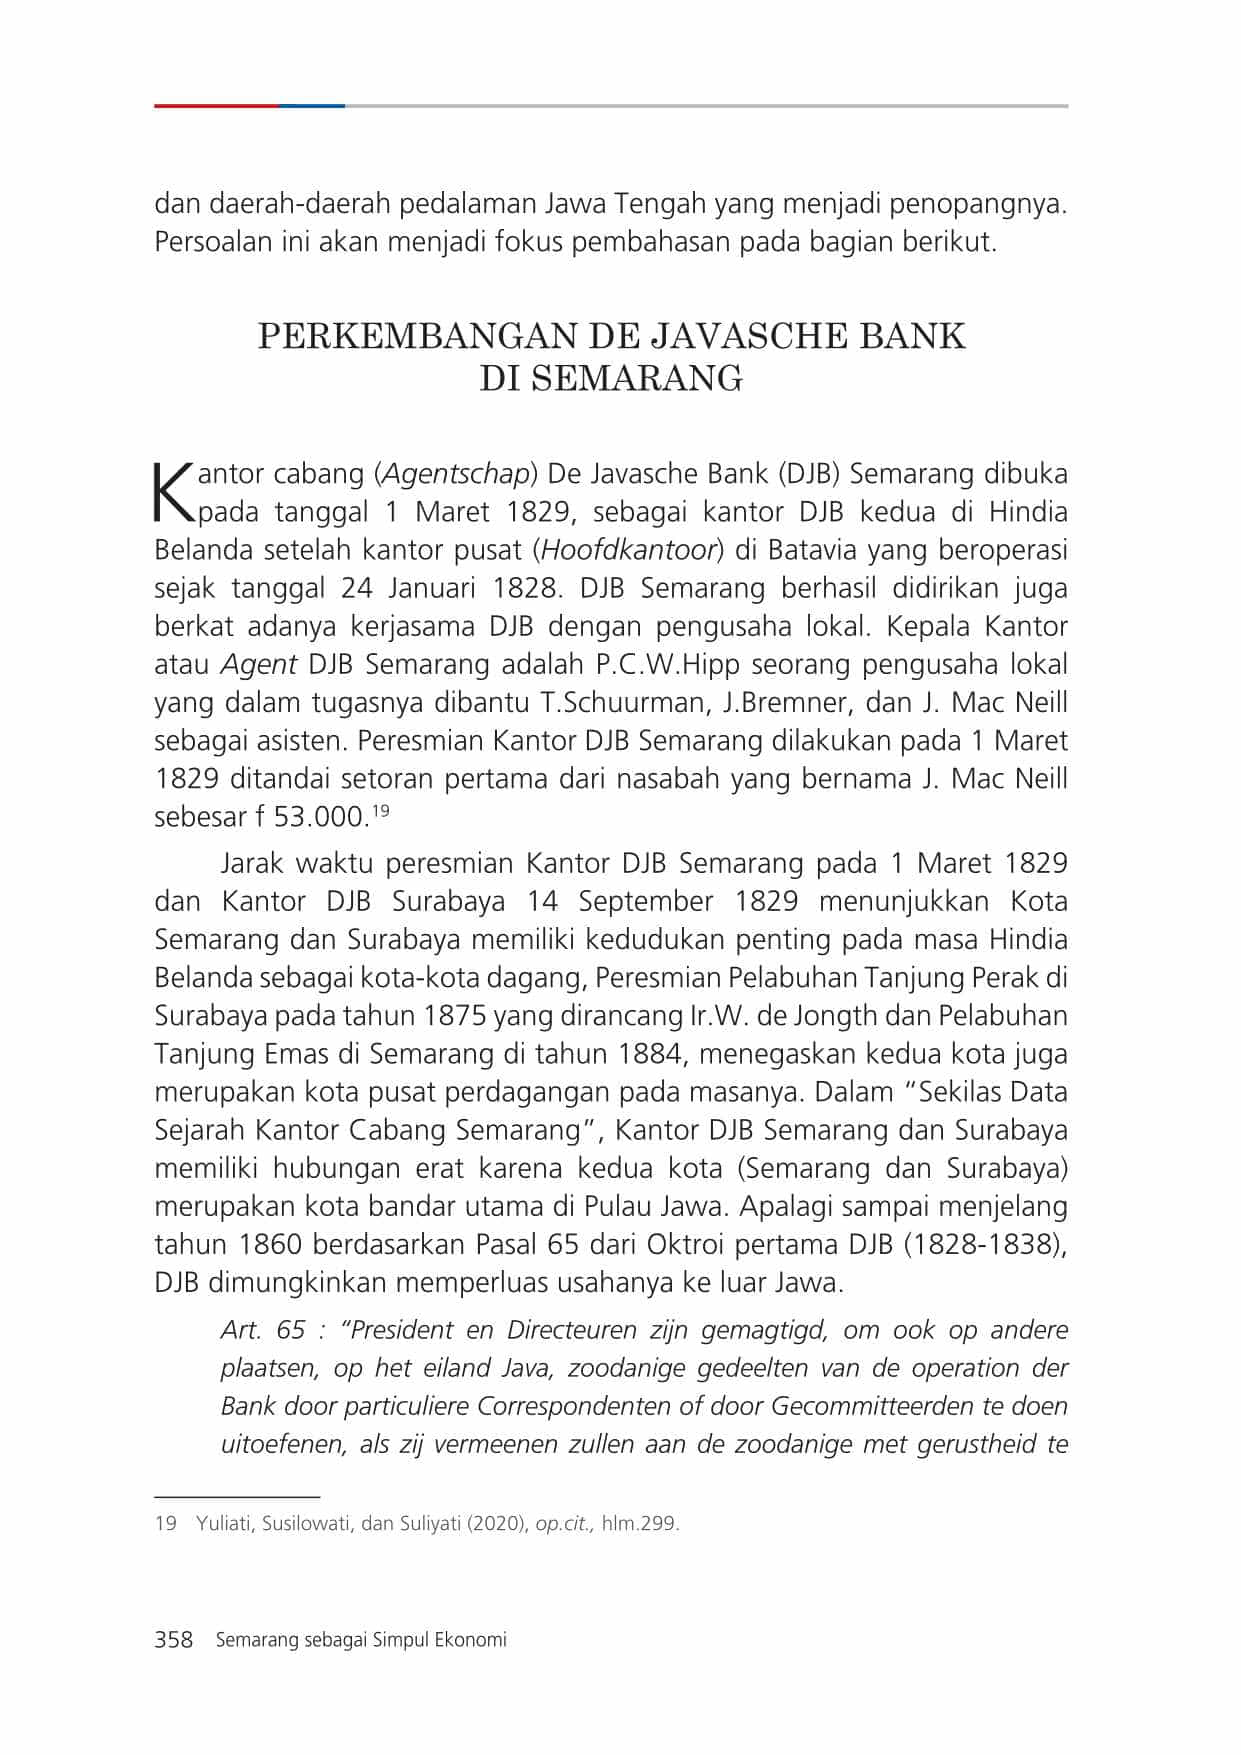 dan daerah-daerah pedalaman Jawa Tengah yang menjadi penopangnya.
Persoalan ini akan menjadi fokus pembahasan pada bagian berikut.
PERKEMBANGAN DE JAVASCHE BANK
DI SEMARANG
Kantor cabang (Agentschap) De Javasche Bank (DJB) Semarang dibuka
pada tanggal 1 Maret 1829, sebagai kantor DJB kedua di Hindia
Belanda setelah kantor pusat (Hoofdkantoor) di Batavia yang beroperasi
sejak tanggal 24 Januari 1828. DJB Semarang berhasil didirikan juga
berkat adanya kerjasama DJB dengan pengusaha lokal. Kepala Kantor
atau Agent DJB Semarang adalah P.C.W.Hipp seorang pengusaha lokal
yang dalam tugasnya dibantu T.Schuurman, J.Bremner, dan J. Mac Neill
sebagai asisten. Peresmian Kantor DJB Semarang dilakukan pada 1 Maret
1829 ditandai setoran pertama dari nasabah yang bernama J. Mac Neill
sebesar f 53.000.19
Jarak waktu peresmian Kantor DJB Semarang pada 1 Maret 1829
dan Kantor DJB Surabaya 14 September 1829 menunjukkan Kota
Semarang dan Surabaya memiliki kedudukan penting pada masa Hindia
Belanda sebagai kota-kota dagang, Peresmian Pelabuhan Tanjung Perak di
Surabaya pada tahun 1875 yang dirancang Ir.W. de Jongth dan Pelabuhan
Tanjung Emas di Semarang di tahun 1884, menegaskan kedua kota juga
merupakan kota pusat perdagangan pada masanya. Dalam “Sekilas Data
Sejarah Kantor Cabang Semarang”, Kantor DJB Semarang dan Surabaya
memiliki hubungan erat karena kedua kota (Semarang dan Surabaya)
merupakan kota bandar utama di Pulau Jawa. Apalagi sampai menjelang
tahun 1860 berdasarkan Pasal 65 dari Oktroi pertama DJB (1828-1838),
DJB dimungkinkan memperluas usahanya ke luar Jawa.
Art. 65 : “President en Directeuren zijn gemagtigd, om ook op andere
plaatsen, op het eiland Java, zoodanige gedeelten van de operation der
Bank door particuliere Correspondenten of door Gecommitteerden te doen
uitoefenen, als zij vermeenen zullen aan de zoodanige met gerustheid te
19 Yuliati, Susilowati, dan Suliyati (2020), op.cit., hlm.299.
358 Semarang sebagai Simpul Ekonomi